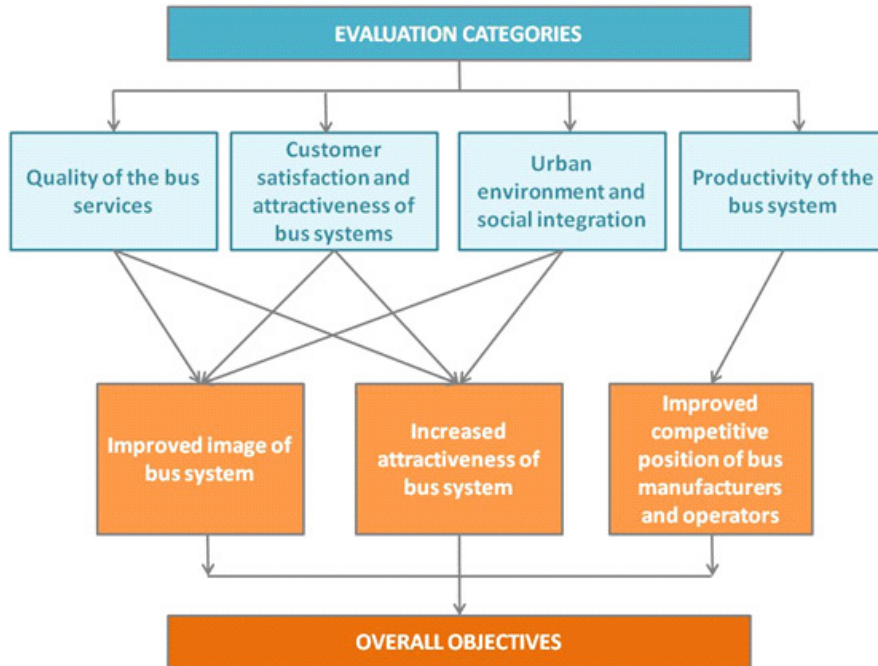 EVALUATION CATEGORIES
Quality of the bus
services
Customer
satisfaction and
attractiveness of
bus systems
Urban
environment and
social integration
Productivity of the
bus system
Improved image of
bus system
Increased
attractiveness of
bus system
Improved
competitive
position of bus
manufacturers
and operators
OVERALL OBJECTIVES